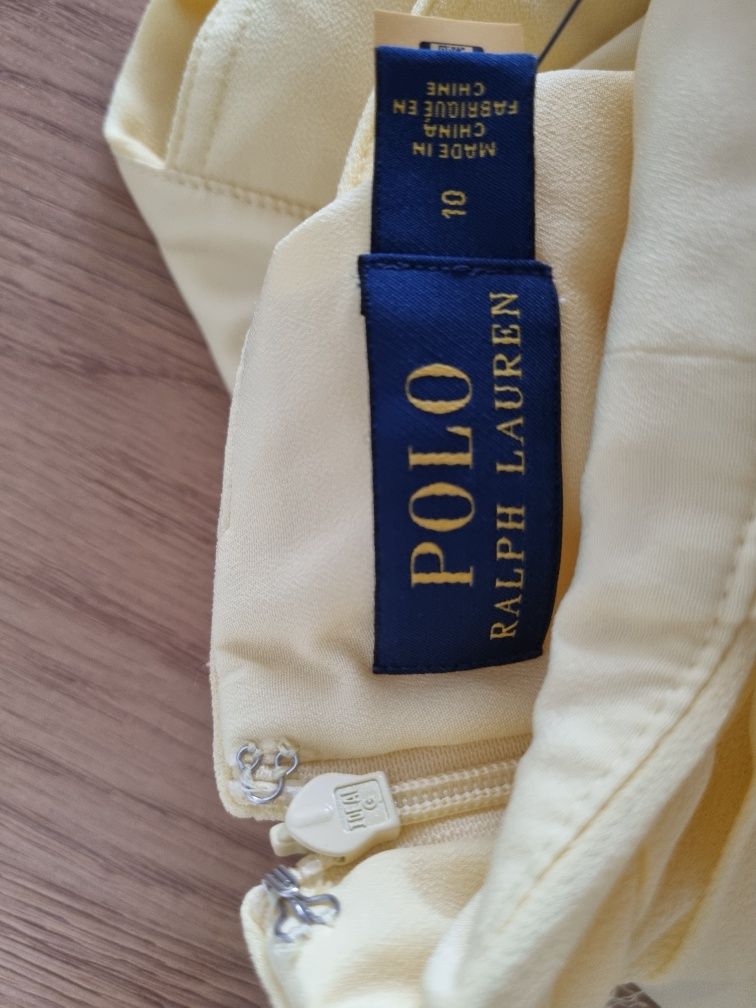 POLO
RALPH LAUREN
10
MADE IN
CHINA
FABRIQUÉ EN
CHINE